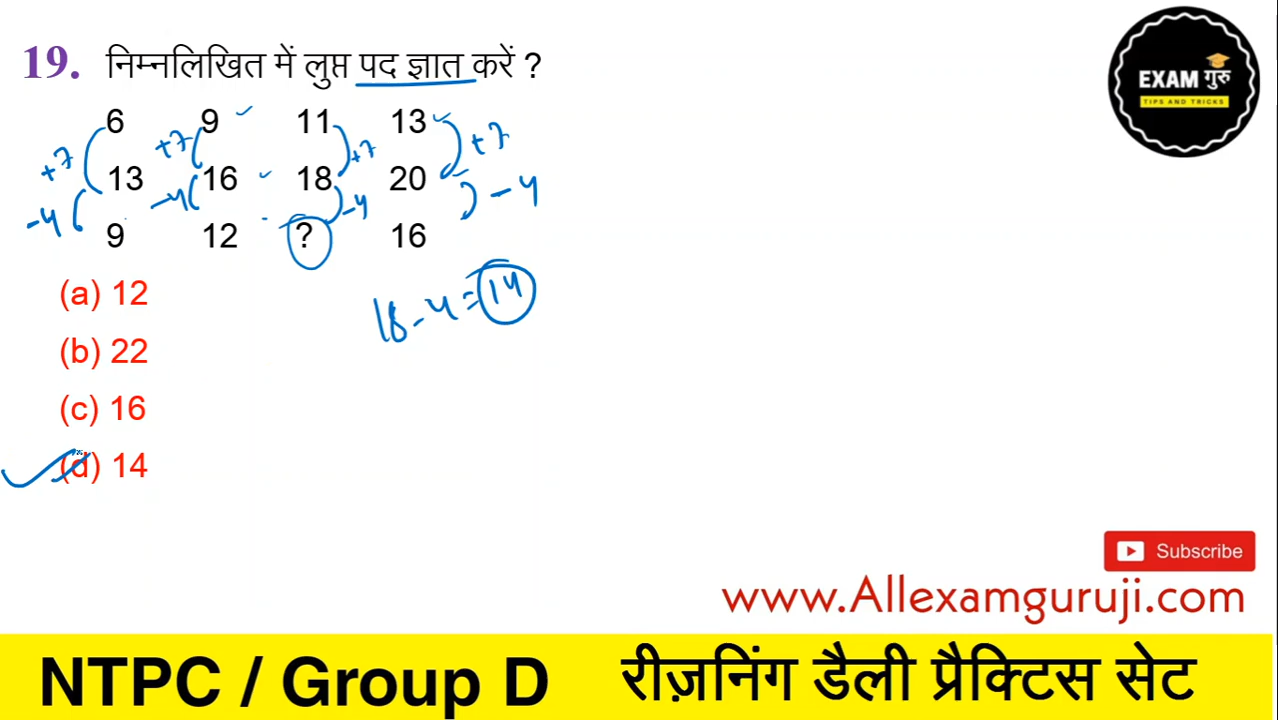 19. निम्नलिखित में लुप्त पद ज्ञात करें ?
EXAM गुरु
TIPS AND TRICKS
6 9 11 13
+7 +7 +7 +7
13 16 18 20
-4 -4 -4 -4
9 12 ? 16
18-4=14
(a) 12
(b) 22
(c) 16
(d) 14
Subscribe
www.Allexamguruji.com
NTPC / Group D रीज़निंग डैली प्रैक्टिस सेट